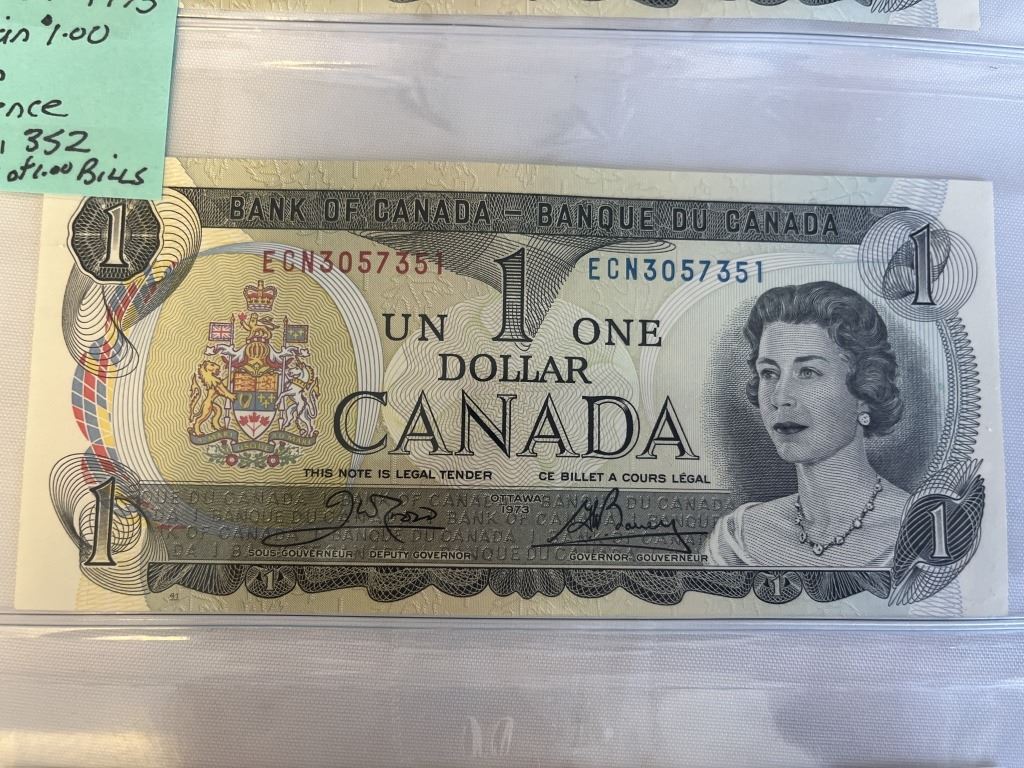 1973
$1.00
352
of 1.00 Bills
BANK OF CANADA – BANQUE DU CANADA
1 1
ECN3057351 1 ECN3057351
UN ONE
DOLLAR
CANADA
THIS NOTE IS LEGAL TENDER CE BILLET A COURS LÉGAL
OTTAWA
1973
SOUS-GOUVERNEUR DEPUTY GOVERNOR GOVERNOR-GOUVERNEUR
1 1
1 1
41